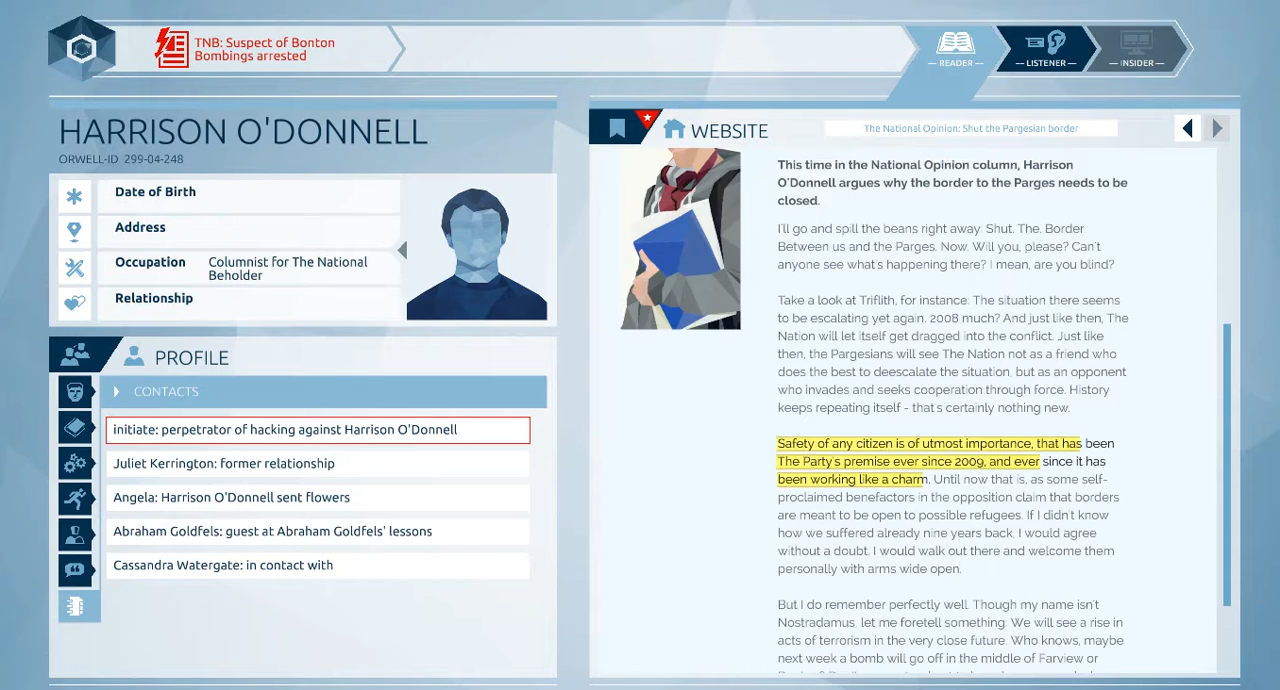 TNB: Suspect of Bonton
Bombings arrested
— READER —
— LISTENER —
— INSIDER —
HARRISON O'DONNELL
ORWELL-ID 299-04-248
Date of Birth
Address
Occupation Columnist for The National
Beholder
Relationship
PROFILE
CONTACTS
initiate: perpetrator of hacking against Harrison O'Donnell
Juliet Kerrington: former relationship
Angela: Harrison O'Donnell sent flowers
Abraham Goldfels: guest at Abraham Goldfels' lessons
Cassandra Watergate: in contact with
WEBSITE
The National Opinion: Shut the Pargesian border
This time in the National Opinion column, Harrison
O'Donnell argues why the border to the Parges needs to be
closed.
I'll go and spill the beans right away: Shut. The. Border
Between us and the Parges. Now. Will you, please? Can't
anyone see what's happening there? I mean, are you blind?
Take a look at Triflith, for instance: The situation there seems
to be escalating yet again. 2008 much? And just like then, The
Nation will let itself get dragged into the conflict. Just like
then, the Pargesians will see The Nation not as a friend who
does the best to deescalate the situation, but as an opponent
who invades and seeks cooperation through force. History
keeps repeating itself - that's certainly nothing new.
Safety of any citizen is of utmost importance, that has been
The Party's premise ever since 2009, and ever since it has
been working like a charm. Until now that is, as some self-
proclaimed benefactors in the opposition claim that borders
are meant to be open to possible refugees. If I didn't know
how we suffered already nine years back, I would agree
without a doubt. I would walk out there and welcome them
personally with arms wide open.
But I do remember perfectly well. Though my name isn't
Nostradamus, let me foretell something: We will see a rise in
acts of terrorism in the very close future. Who knows, maybe
next week a bomb will go off in the middle of Farview or